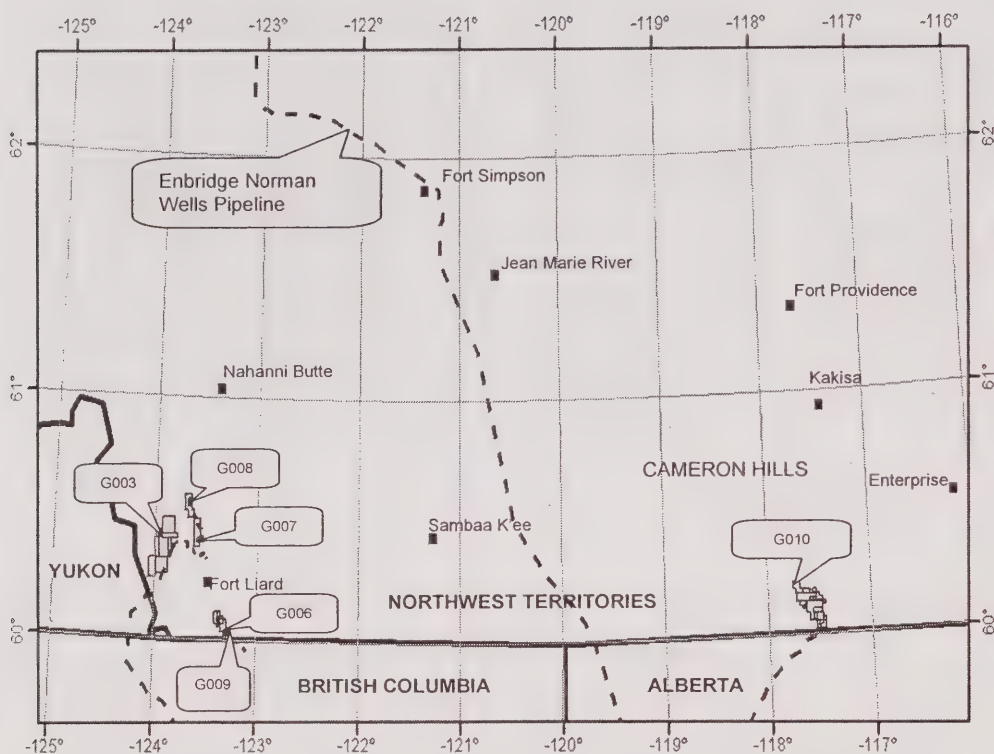 -125° -124° -123° -122° -121° -120° -119° -118° -117° -116°
62° 62°
Enbridge Norman
Wells Pipeline
Fort Simpson
Jean Marie River
Fort Providence
Nahanni Butte
61° 61°
Kakisa
CAMERON HILLS
G008
G003
Enterprise
G007
Sambaa K'ee
G010
YUKON
Fort Liard
NORTHWEST TERRITORIES
G006
60° 60°
G009
BRITISH COLUMBIA
ALBERTA
-125° -124° -123° -122° -121° -120° -119° -118° -117°